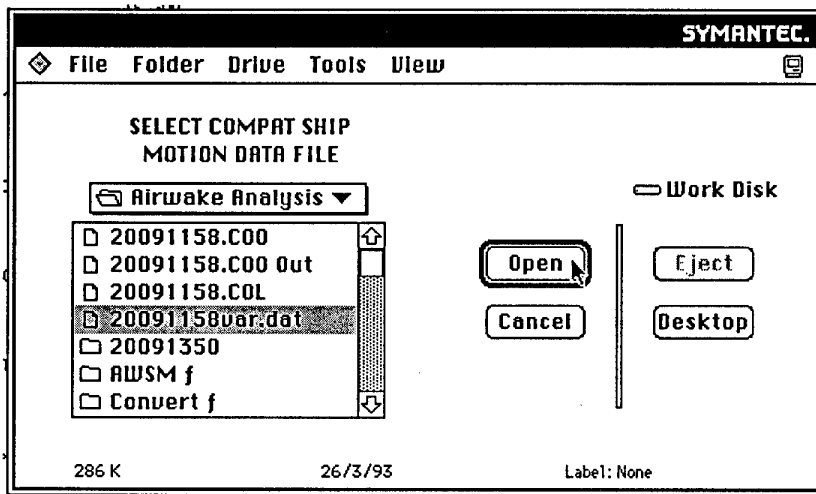 SYMANTEC.
File Folder Drive Tools View
SELECT COMPAT SHIP
MOTION DATA FILE
Airwake Analysis
Work Disk
20091158.C00
20091158.C00 Out
20091158.COL
20091158var.dat
20091350
AWSM ƒ
Convert ƒ
Open
Eject
Cancel
Desktop
286 K 26/3/93 Label: None